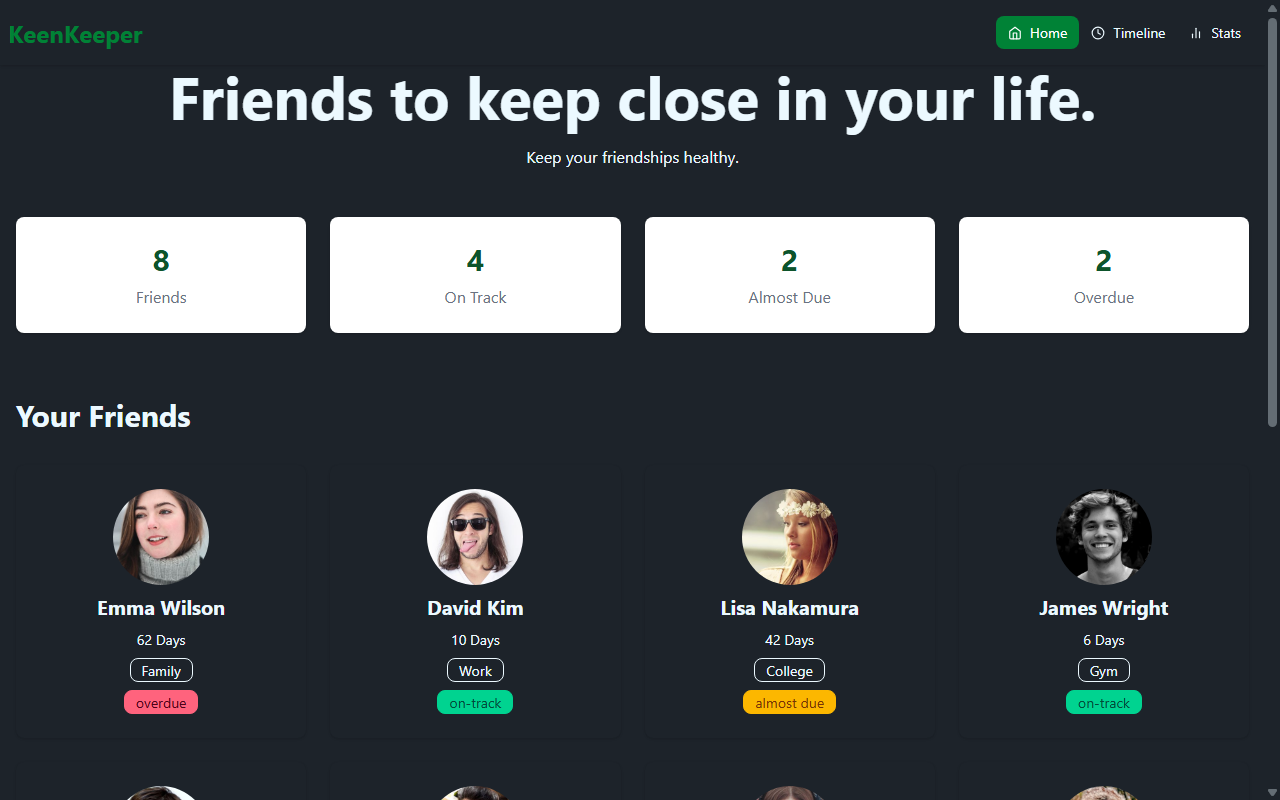 KeenKeeper
Home Timeline Stats
Friends to keep close in your life.
Keep your friendships healthy.
8 4 2 2
Friends On Track Almost Due Overdue
Your Friends
Emma Wilson David Kim Lisa Nakamura James Wright
62 Days 10 Days 42 Days 6 Days
Family Work College Gym
overdue on-track almost due on-track